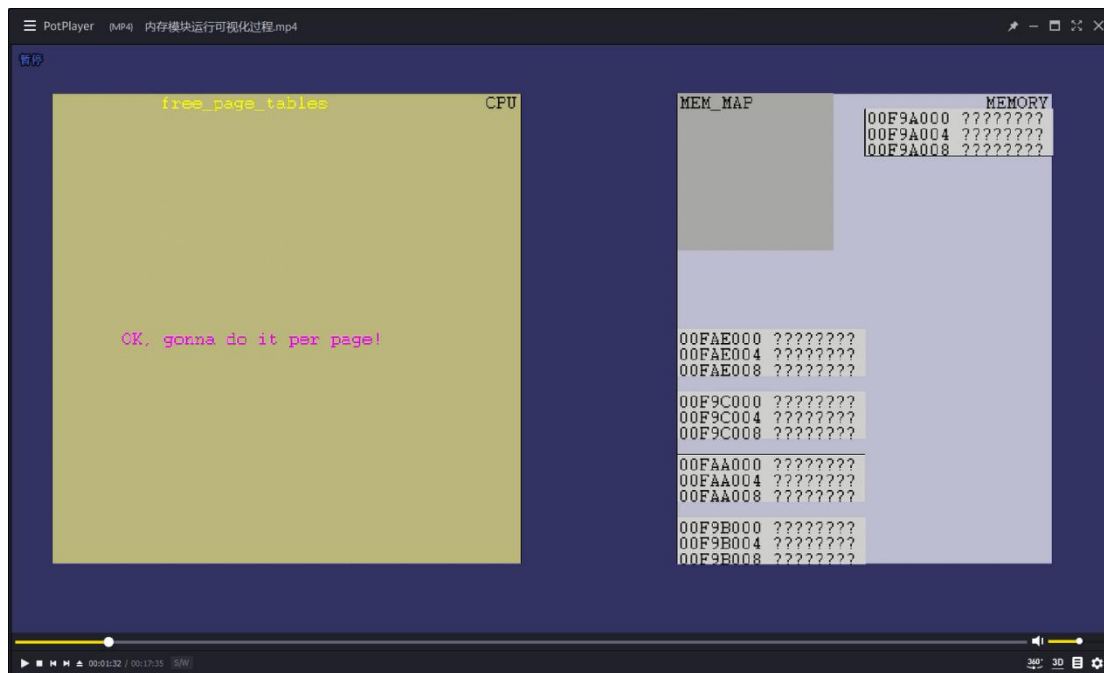 PotPlayer (MP4) 内存模块运行可视化过程.mp4
暂停
free_page_tables CPU
OK, gonna do it per page!
MEM_MAP MEMORY
00F9A000 ????????
00F9A004 ????????
00F9A008 ????????
00FAE000 ????????
00FAE004 ????????
00FAE008 ????????
00F9C000 ????????
00F9C004 ????????
00F9C008 ????????
00FAA000 ????????
00FAA004 ????????
00FAA008 ????????
00F9B000 ????????
00F9B004 ????????
00F9B008 ????????
00:01:32 / 00:17:35 S/W
360° 3D